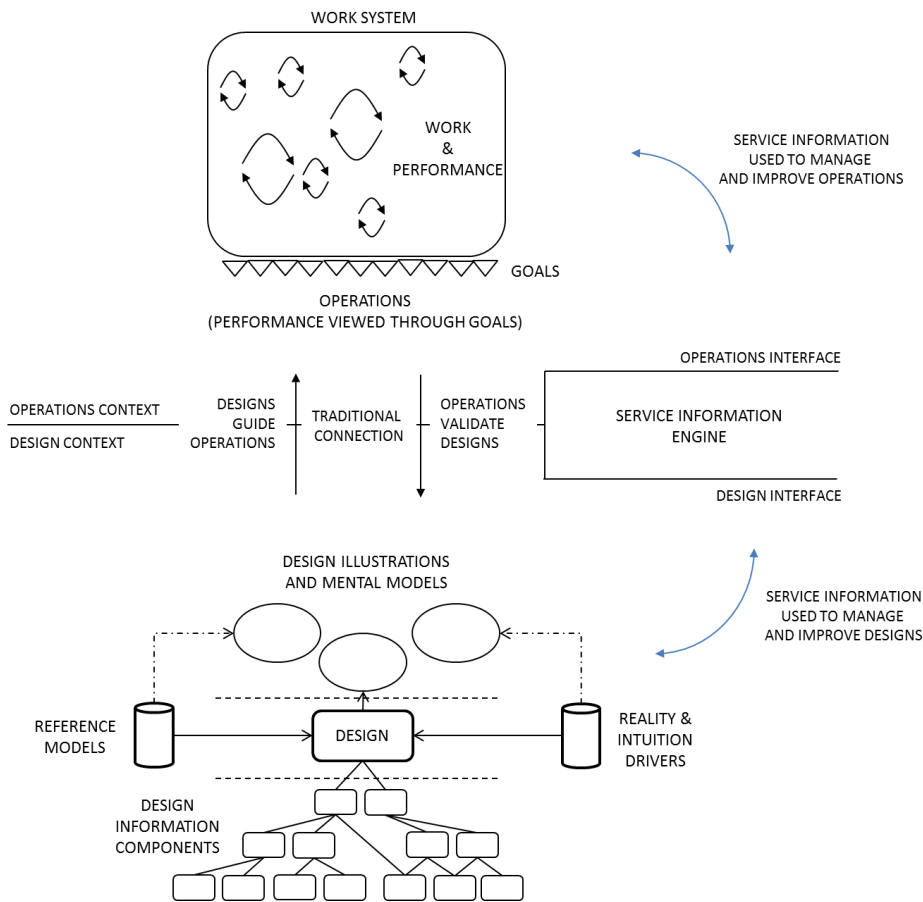 WORK SYSTEM
WORK
&
PERFORMANCE
SERVICE INFORMATION
USED TO MANAGE
AND IMPROVE OPERATIONS
GOALS
OPERATIONS
(PERFORMANCE VIEWED THROUGH GOALS)
OPERATIONS INTERFACE
OPERATIONS CONTEXT
DESIGN CONTEXT
DESIGNS
GUIDE
OPERATIONS
TRADITIONAL
CONNECTION
OPERATIONS
VALIDATE
DESIGNS
SERVICE INFORMATION
ENGINE
DESIGN INTERFACE
DESIGN ILLUSTRATIONS
AND MENTAL MODELS
SERVICE INFORMATION
USED TO MANAGE
AND IMPROVE DESIGNS
REFERENCE
MODELS
DESIGN
REALITY &
INTUITION
DRIVERS
DESIGN
INFORMATION
COMPONENTS